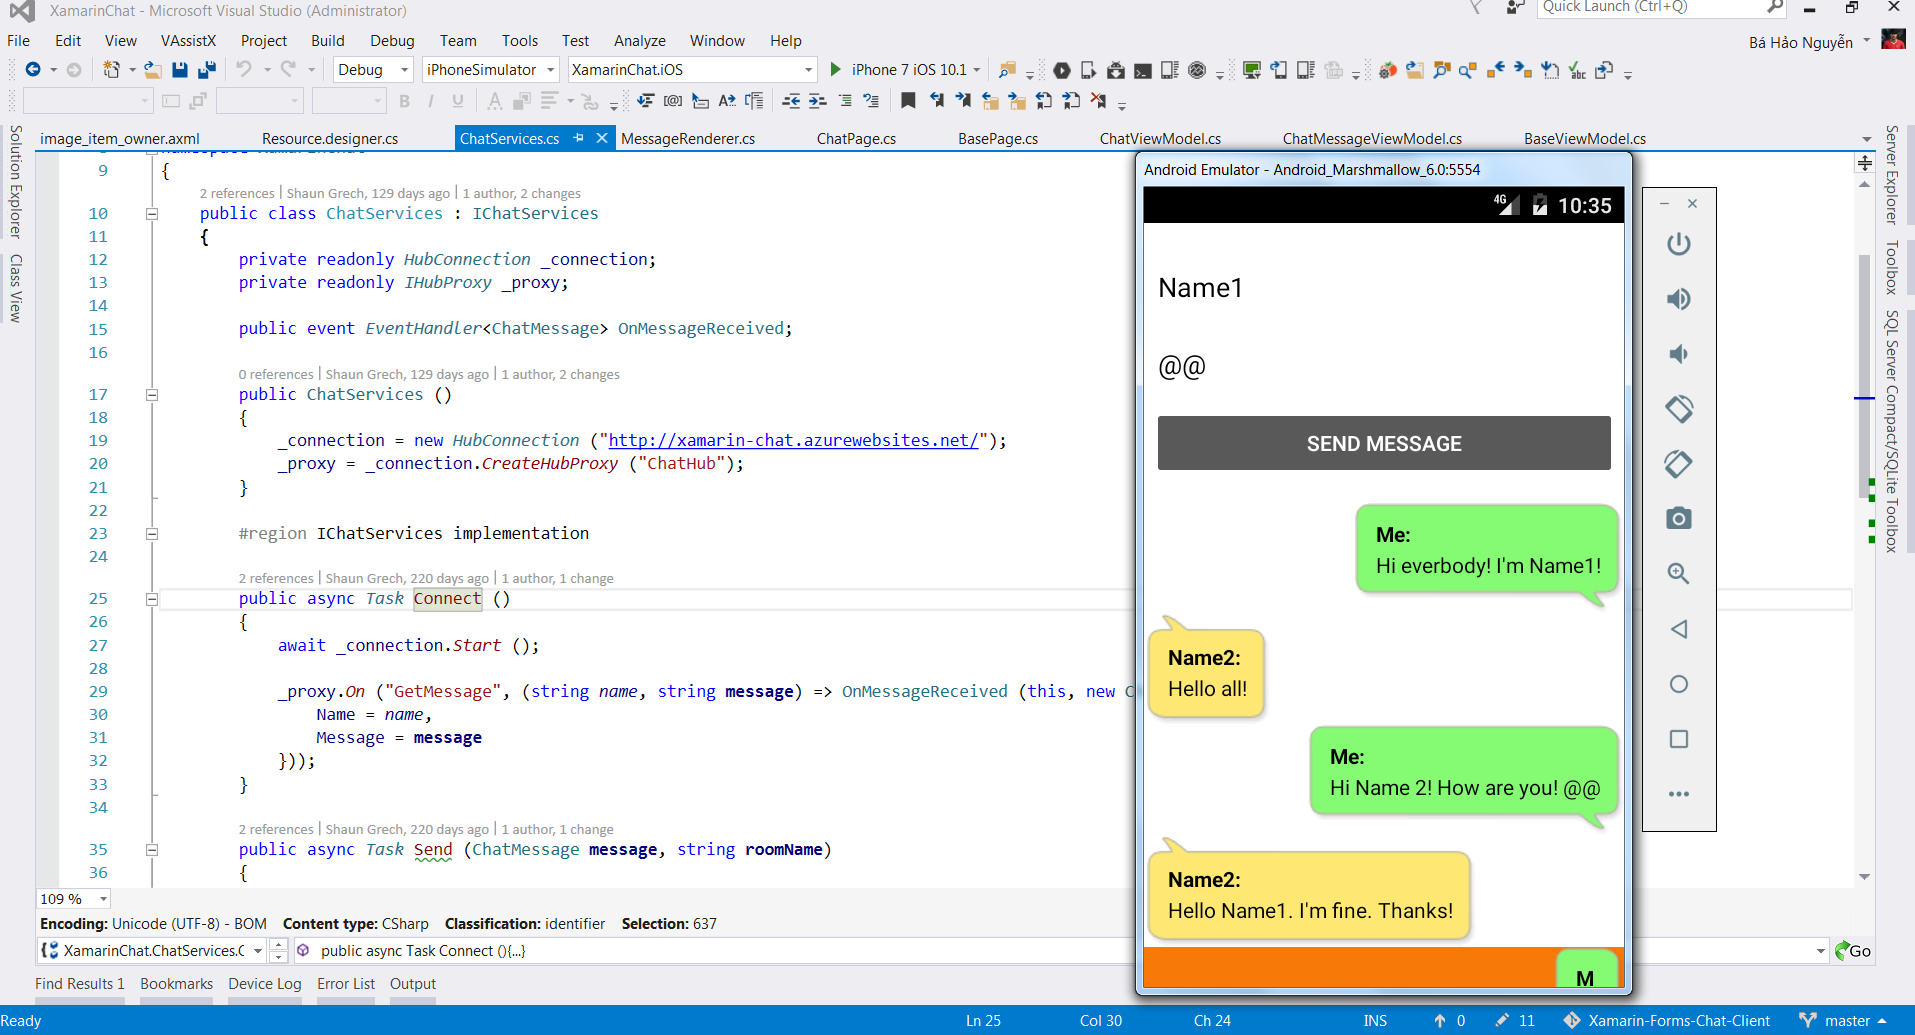 XamarinChat - Microsoft Visual Studio (Administrator)
Quick Launch (Ctrl+Q)
File Edit View VAssistX Project Build Debug Team Tools Test Analyze Window Help
Bá Hảo Nguyễn
Debug iPhoneSimulator XamarinChat.iOS iPhone 7 iOS 10.1
image_item_owner.axml Resource.designer.cs ChatServices.cs MessageRenderer.cs ChatPage.cs BasePage.cs ChatViewModel.cs ChatMessageViewModel.cs BaseViewModel.cs
Solution Explorer
Class View
Server Explorer
Toolbox
SQL Server Compact/SQLite Toolbox
9 {
2 references | Shaun Grech, 129 days ago | 1 author, 2 changes
10 public class ChatServices : IChatServices
11 {
12 private readonly HubConnection _connection;
13 private readonly IHubProxy _proxy;
14
15 public event EventHandler<ChatMessage> OnMessageReceived;
16
0 references | Shaun Grech, 129 days ago | 1 author, 2 changes
17 public ChatServices ()
18 {
19 _connection = new HubConnection ("http://xamarin-chat.azurewebsites.net/");
20 _proxy = _connection.CreateHubProxy ("ChatHub");
21 }
22
23 #region IChatServices implementation
24
2 references | Shaun Grech, 220 days ago | 1 author, 1 change
25 public async Task Connect ()
26 {
27 await _connection.Start ();
28
29 _proxy.On ("GetMessage", (string name, string message) => OnMessageReceived (this, new C
30 Name = name,
31 Message = message
32 }));
33 }
34
2 references | Shaun Grech, 220 days ago | 1 author, 1 change
35 public async Task Send (ChatMessage message, string roomName)
36 {
109 %
Encoding: Unicode (UTF-8) - BOM Content type: CSharp Classification: identifier Selection: 637
XamarinChat.ChatServices.C public async Task Connect (){...} Go
Find Results 1 Bookmarks Device Log Error List Output
Ready Ln 25 Col 30 Ch 24 INS 0 11 Xamarin-Forms-Chat-Client master
Android Emulator - Android_Marshmallow_6.0:5554
4G 10:35
Name1
@@
SEND MESSAGE
Me:
Hi everbody! I'm Name1!
Name2:
Hello all!
Me:
Hi Name 2! How are you! @@
Name2:
Hello Name1. I'm fine. Thanks!
M